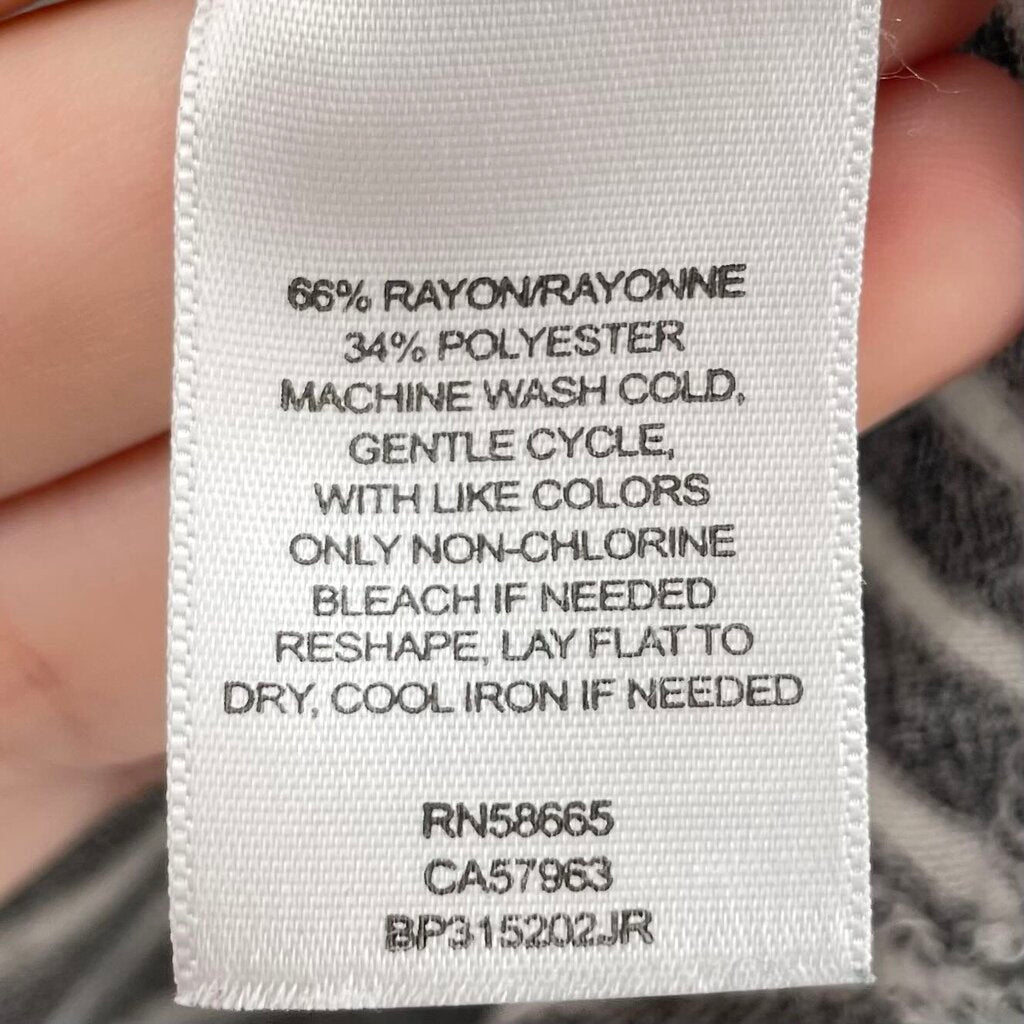 66% RAYON/RAYONNE
34% POLYESTER
MACHINE WASH COLD,
GENTLE CYCLE,
WITH LIKE COLORS
ONLY NON-CHLORINE
BLEACH IF NEEDED
RESHAPE, LAY FLAT TO
DRY, COOL IRON IF NEEDED
RN58665
CA57963
BP315202JR